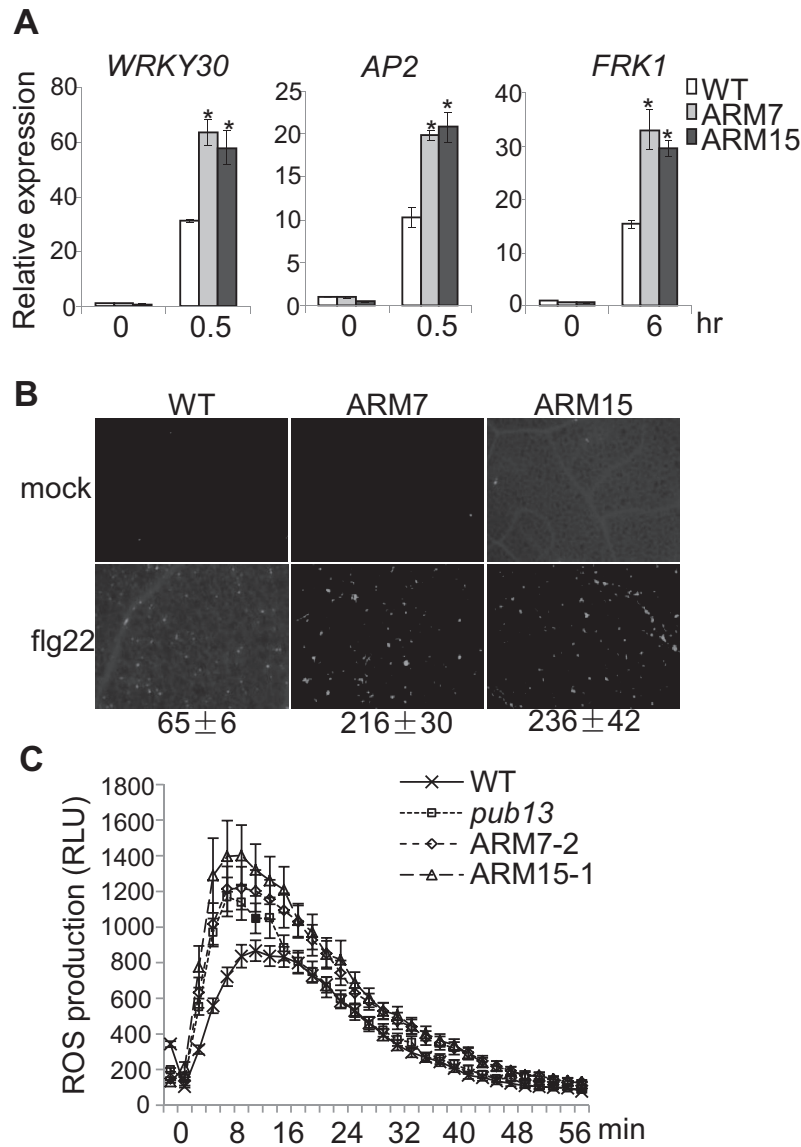 A
WRKY30
AP2
FRK1
WT
ARM7
ARM15
Relative expression
80
60
40
20
0
* *
0 0.5
25
20
15
10
5
0
* *
0 0.5
40
30
20
10
0
* *
0 6 hr
B
WT ARM7 ARM15
mock
flg22
65±6 216±30 236±42
C
ROS production (RLU)
1800
1600
1400
1200
1000
800
600
400
200
0
WT
pub13
ARM7-2
ARM15-1
0 8 16 24 32 40 48 56 min